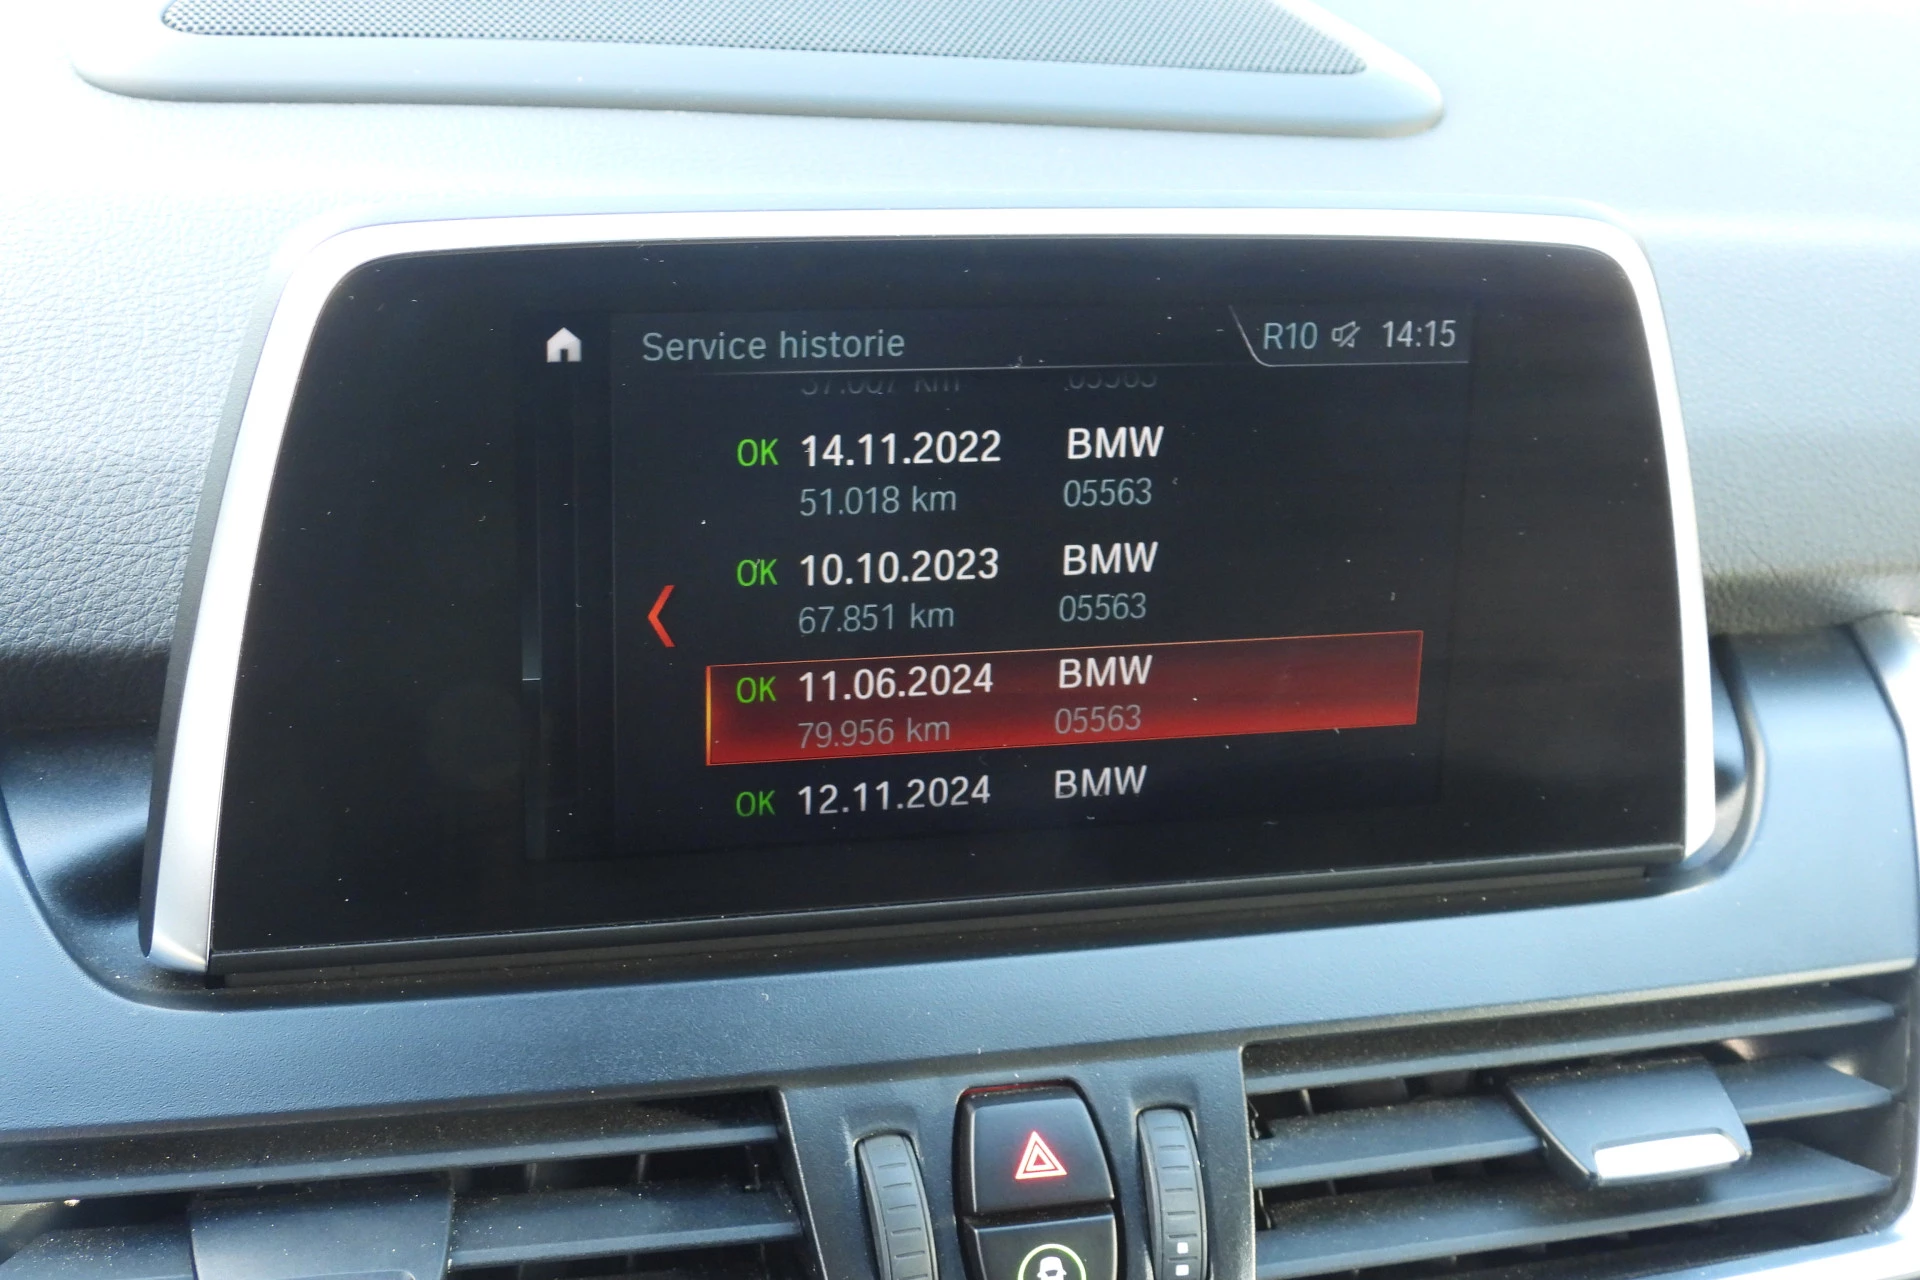 Service historie R10 14:15
OK 14.11.2022 BMW
51.018 km 05563
OK 10.10.2023 BMW
67.851 km 05563
OK 11.06.2024 BMW
79.956 km 05563
OK 12.11.2024 BMW